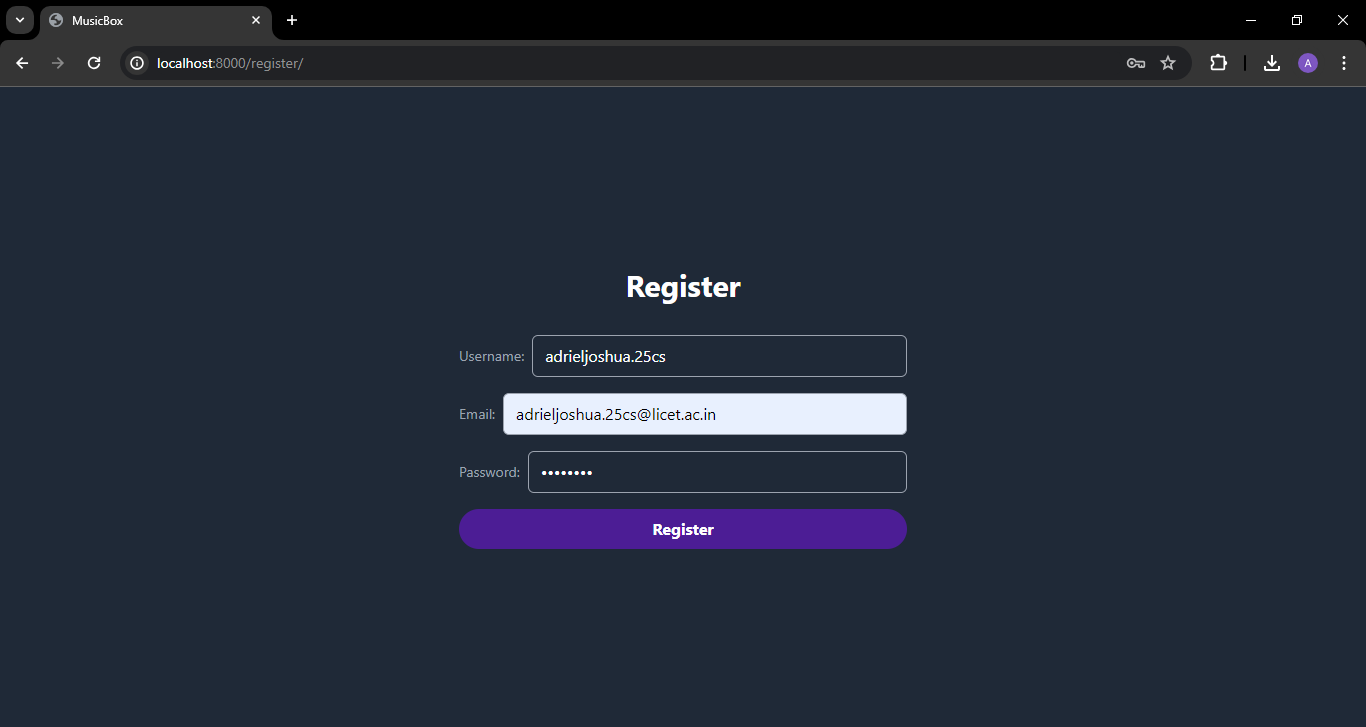 MusicBox
localhost:8000/register/
A
Register
Username: adrieljoshua.25cs
Email: adrieljoshua.25cs@licet.ac.in
Password: ••••••••
Register